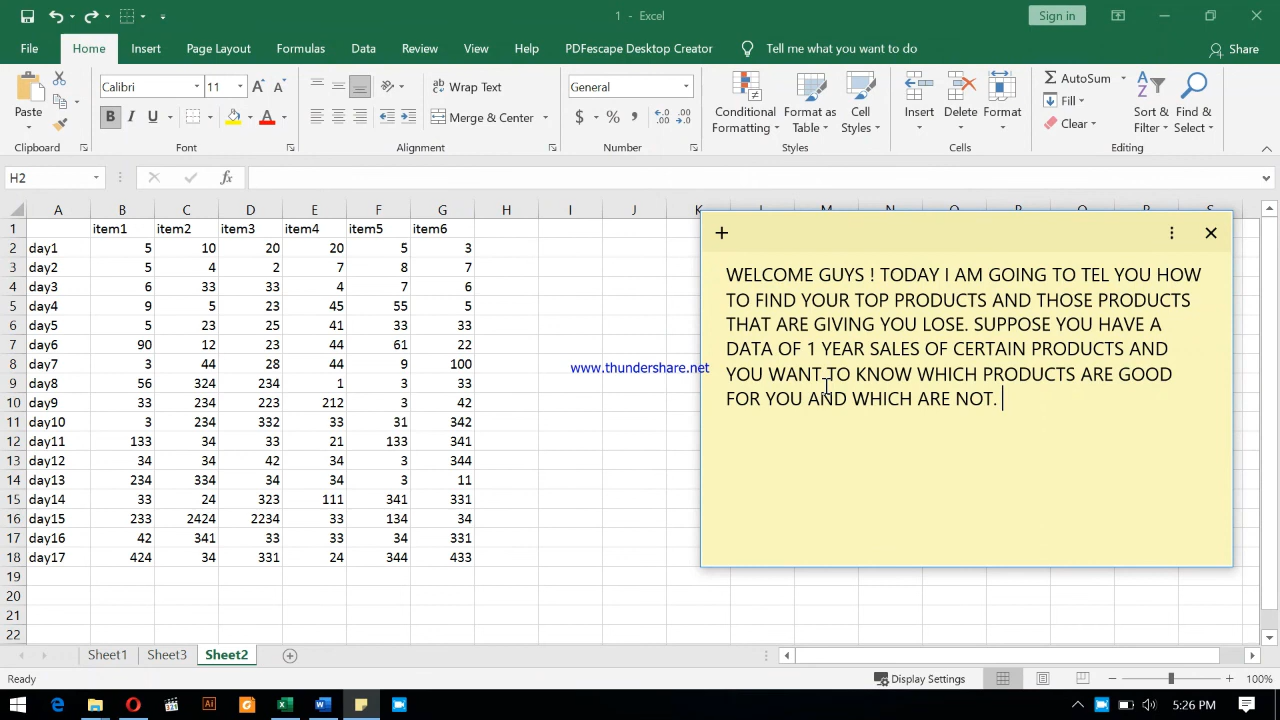 1 - Excel
Sign in
File Home Insert Page Layout Formulas Data Review View Help PDFescape Desktop Creator Tell me what you want to do Share
Paste
Clipboard
Calibri 11
B I U
Font
Wrap Text
Merge & Center
Alignment
General
$ % ,
Number
Conditional Formatting
Format as Table
Cell Styles
Styles
Insert
Delete
Format
Cells
AutoSum
Fill
Clear
Sort & Filter
Find & Select
Editing
H2
fx
A B C D E F G H I J K L M N O P Q R S
1 item1 item2 item3 item4 item5 item6
2 day1 5 10 20 20 5 3
3 day2 5 4 2 7 8 7
4 day3 6 33 33 4 7 6
5 day4 9 5 23 45 55 5
6 day5 5 23 25 41 33 33
7 day6 90 12 23 44 61 22
8 day7 3 44 28 44 9 100
9 day8 56 324 234 1 3 33
10 day9 33 234 223 212 3 42
11 day10 3 234 332 33 31 342
12 day11 133 34 33 21 133 341
13 day12 34 34 42 34 3 344
14 day13 234 334 34 34 3 11
15 day14 33 24 323 111 341 331
16 day15 233 2424 2234 33 134 34
17 day16 42 341 33 33 34 331
18 day17 424 34 331 24 344 433
19
20
21
22
www.thundershare.net
WELCOME GUYS ! TODAY I AM GOING TO TEL YOU HOW
TO FIND YOUR TOP PRODUCTS AND THOSE PRODUCTS
THAT ARE GIVING YOU LOSE. SUPPOSE YOU HAVE A
DATA OF 1 YEAR SALES OF CERTAIN PRODUCTS AND
YOU WANT TO KNOW WHICH PRODUCTS ARE GOOD
FOR YOU AND WHICH ARE NOT.
Sheet1 Sheet3 Sheet2
Ready
Display Settings
100%
5:26 PM